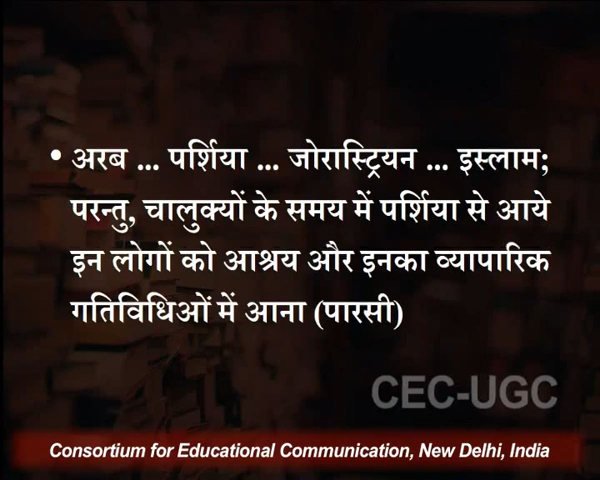 • अरब ... पर्शिया ... जोरास्ट्रियन ... इस्लाम;
परन्तु, चालुक्यों के समय में पर्शिया से आये
इन लोगों को आश्रय और इनका व्यापारिक
गतिविधिओं में आना (पारसी)
CEC-UGC
Consortium for Educational Communication, New Delhi, India